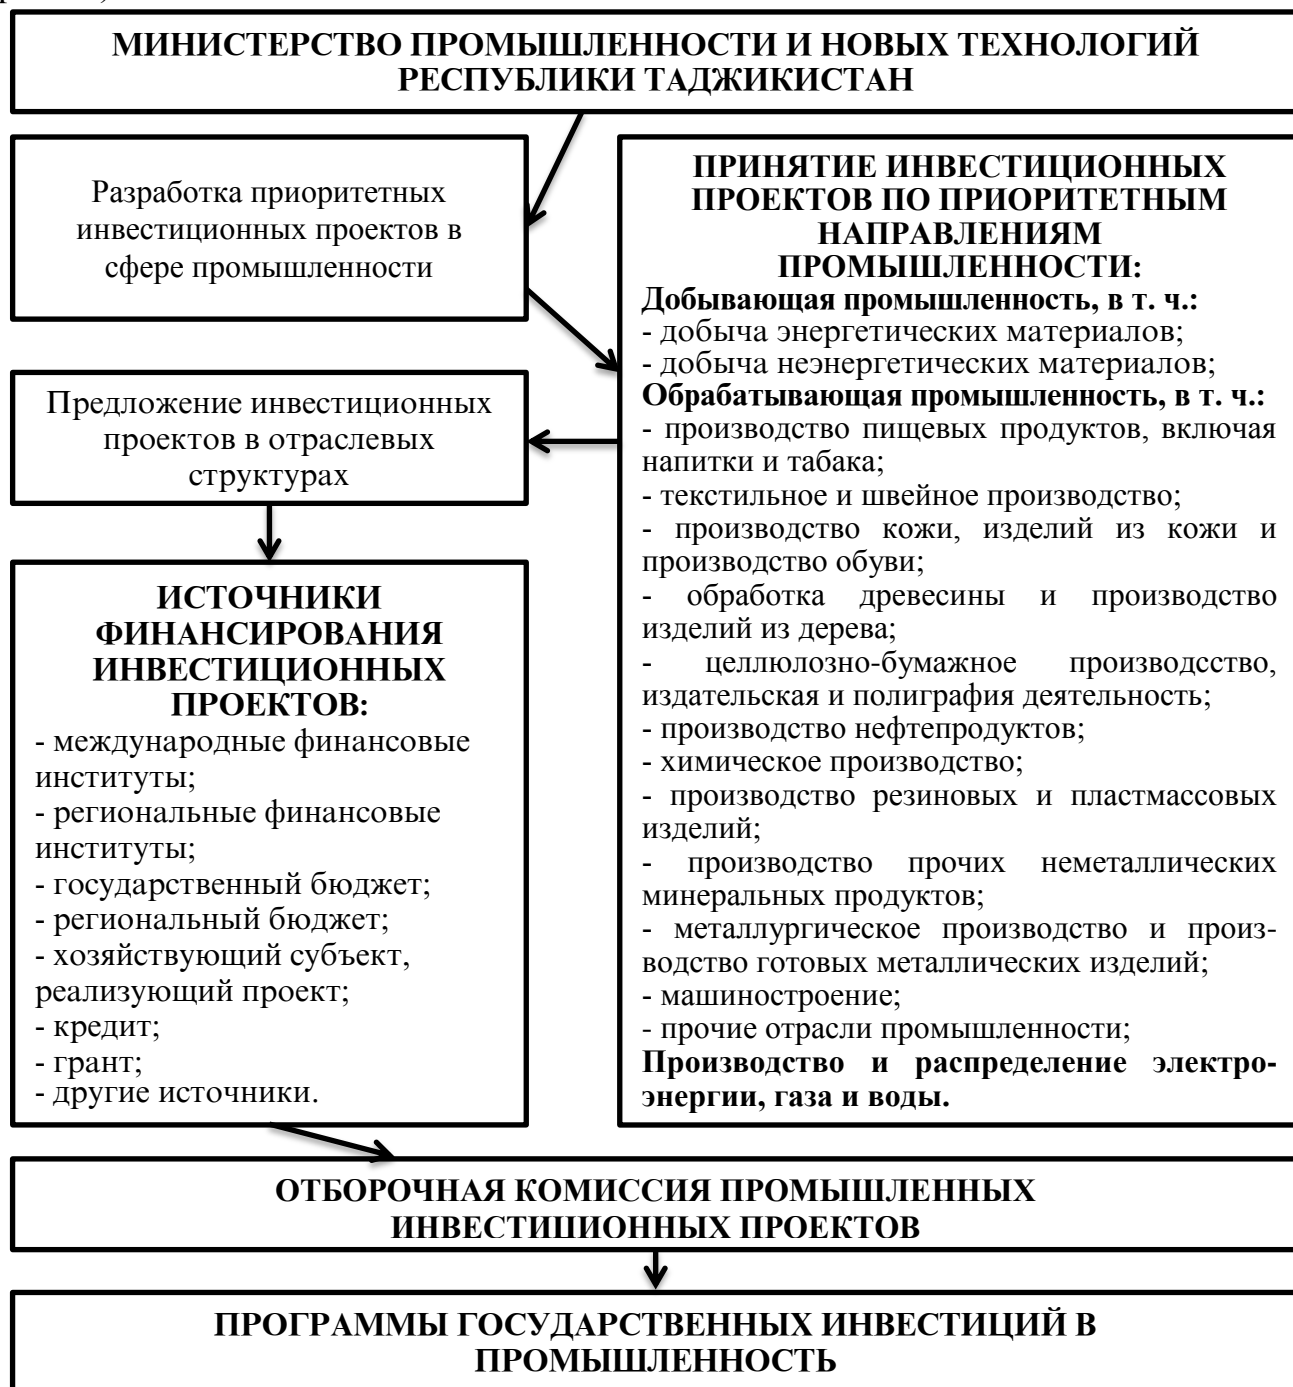 МИНИСТЕРСТВО ПРОМЫШЛЕННОСТИ И НОВЫХ ТЕХНОЛОГИЙ
РЕСПУБЛИКИ ТАДЖИКИСТАН
Разработка приоритетных
инвестиционных проектов в
сфере промышленности
ПРИНЯТИЕ ИНВЕСТИЦИОННЫХ
ПРОЕКТОВ ПО ПРИОРИТЕТНЫМ
НАПРАВЛЕНИЯМ
ПРОМЫШЛЕННОСТИ:
Добывающая промышленность, в т. ч.:
- добыча энергетических материалов;
- добыча неэнергетических материалов;
Обрабатывающая промышленность, в т. ч.:
- производство пищевых продуктов, включая
напитки и табака;
- текстильное и швейное производство;
- производство кожи, изделий из кожи и
производство обуви;
- обработка древесины и производство
изделий из дерева;
- целлюлозно-бумажное производсство,
издательская и полиграфия деятельность;
- производство нефтепродуктов;
- химическое производство;
- производство резиновых и пластмассовых
изделий;
- производство прочих неметаллических
минеральных продуктов;
- металлургическое производство и произ-
водство готовых металлических изделий;
- машиностроение;
- прочие отрасли промышленности;
Производство и распределение электро-
энергии, газа и воды.
Предложение инвестиционных
проектов в отраслевых
структурах
ИСТОЧНИКИ
ФИНАНСИРОВАНИЯ
ИНВЕСТИЦИОННЫХ
ПРОЕКТОВ:
- международные финансовые
институты;
- региональные финансовые
институты;
- государственный бюджет;
- региональный бюджет;
- хозяйствующий субъект,
реализующий проект;
- кредит;
- грант;
- другие источники.
ОТБОРОЧНАЯ КОМИССИЯ ПРОМЫШЛЕННЫХ
ИНВЕСТИЦИОННЫХ ПРОЕКТОВ
ПРОГРАММЫ ГОСУДАРСТВЕННЫХ ИНВЕСТИЦИЙ В
ПРОМЫШЛЕННОСТЬ